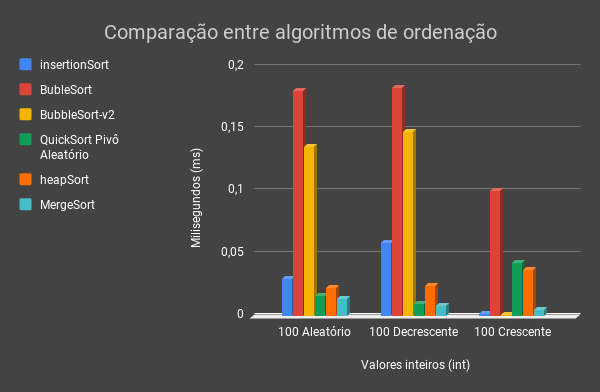 Comparação entre algoritmos de ordenação
insertionSort
BubleSort
BubbleSort-v2
QuickSort Pivô
Aleatório
heapSort
MergeSort
Milisegundos (ms)
0,2
0,15
0,1
0,05
0
100 Aleatório
100 Decrescente
100 Crescente
Valores inteiros (int)